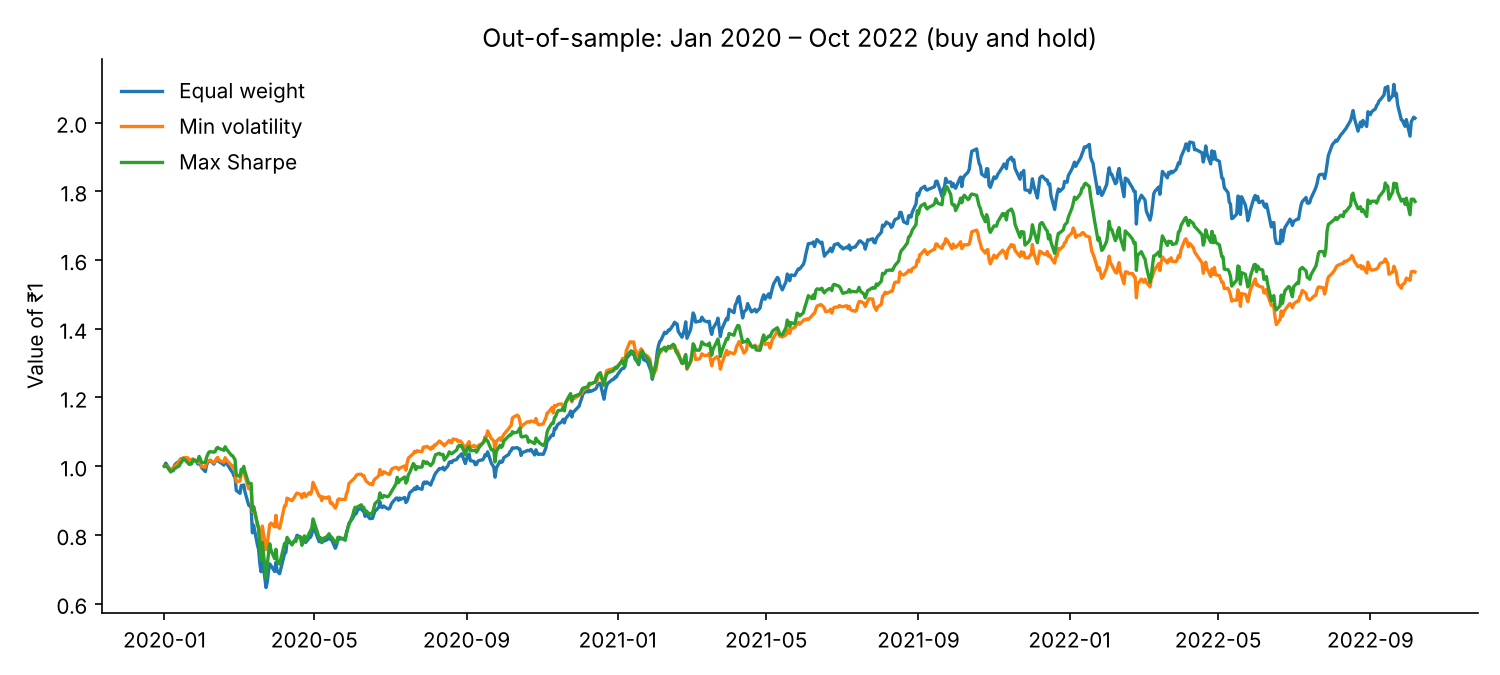 Out-of-sample: Jan 2020 – Oct 2022 (buy and hold)
Equal weight
Min volatility
Max Sharpe
Value of ₹1
2.0
1.8
1.6
1.4
1.2
1.0
0.8
0.6
2020-01 2020-05 2020-09 2021-01 2021-05 2021-09 2022-01 2022-05 2022-09